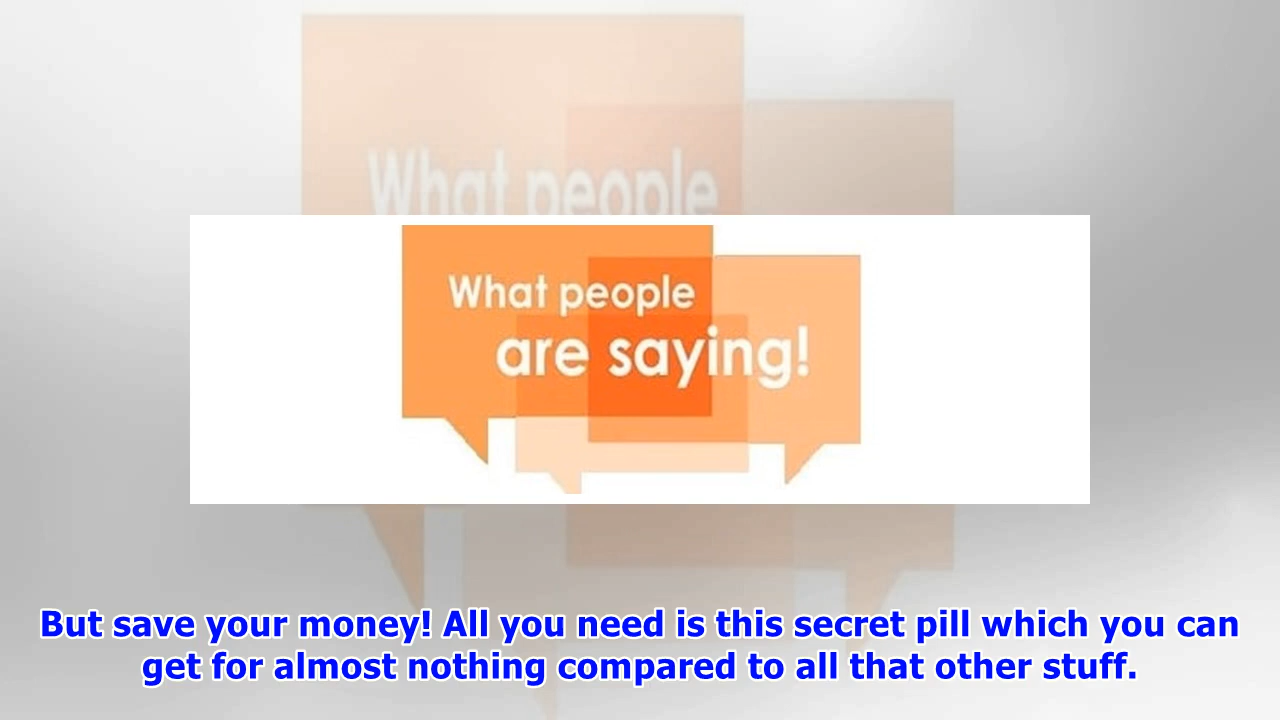 What people
What people
are saying!
But save your money! All you need is this secret pill which you can
get for almost nothing compared to all that other stuff.